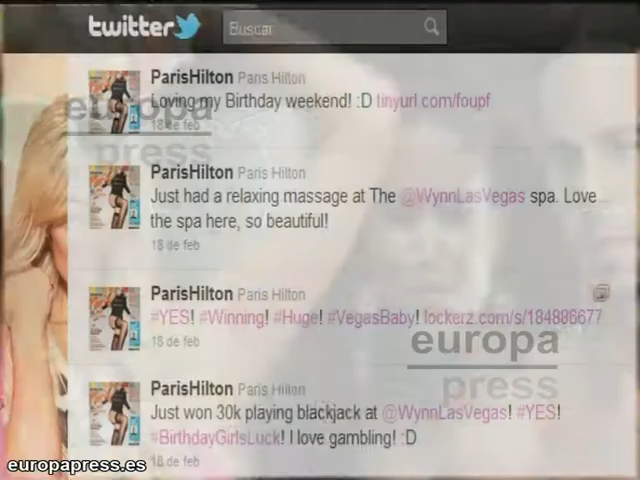 twitter
Buscar
ParisHilton Paris Hilton
Loving my Birthday weekend! :D tinyurl.com/foupf
18 de feb
europa
press
ParisHilton Paris Hilton
Just had a relaxing massage at The @WynnLasVegas spa. Love
the spa here, so beautiful!
18 de feb
ParisHilton Paris Hilton
#YES! #Winning! #Huge! #VegasBaby! lockerz.com/s/184886677
18 de feb
europa
press
ParisHilton Paris Hilton
Just won 30k playing blackjack at @WynnLasVegas! #YES!
#BirthdayGirlsLuck! I love gambling! :D
18 de feb
europapress.es